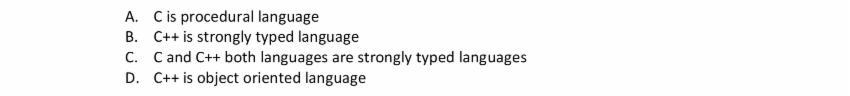 A. C is procedural language
B. C++ is strongly typed language
C. C and C++ both languages are strongly typed languages
D. C++ is object oriented language